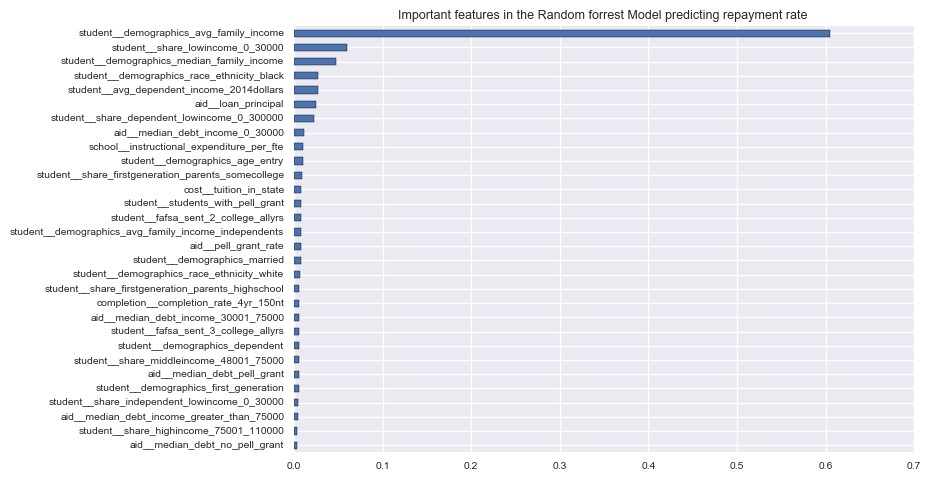 Important features in the Random forrest Model predicting repayment rate
student__demographics_avg_family_income
student__share_lowincome_0_30000
student__demographics_median_family_income
student__demographics_race_ethnicity_black
student__avg_dependent_income_2014dollars
aid__loan_principal
student__share_dependent_lowincome_0_300000
aid__median_debt_income_0_30000
school__instructional_expenditure_per_fte
student__demographics_age_entry
student__share_firstgeneration_parents_somecollege
cost__tuition_in_state
student__students_with_pell_grant
student__fafsa_sent_2_college_allyrs
student__demographics_avg_family_income_independents
aid__pell_grant_rate
student__demographics_married
student__demographics_race_ethnicity_white
student__share_firstgeneration_parents_highschool
completion__completion_rate_4yr_150nt
aid__median_debt_income_30001_75000
student__fafsa_sent_3_college_allyrs
student__demographics_dependent
student__share_middleincome_48001_75000
aid__median_debt_pell_grant
student__demographics_first_generation
student__share_independent_lowincome_0_30000
aid__median_debt_income_greater_than_75000
student__share_highincome_75001_110000
aid__median_debt_no_pell_grant
0.0 0.1 0.2 0.3 0.4 0.5 0.6 0.7